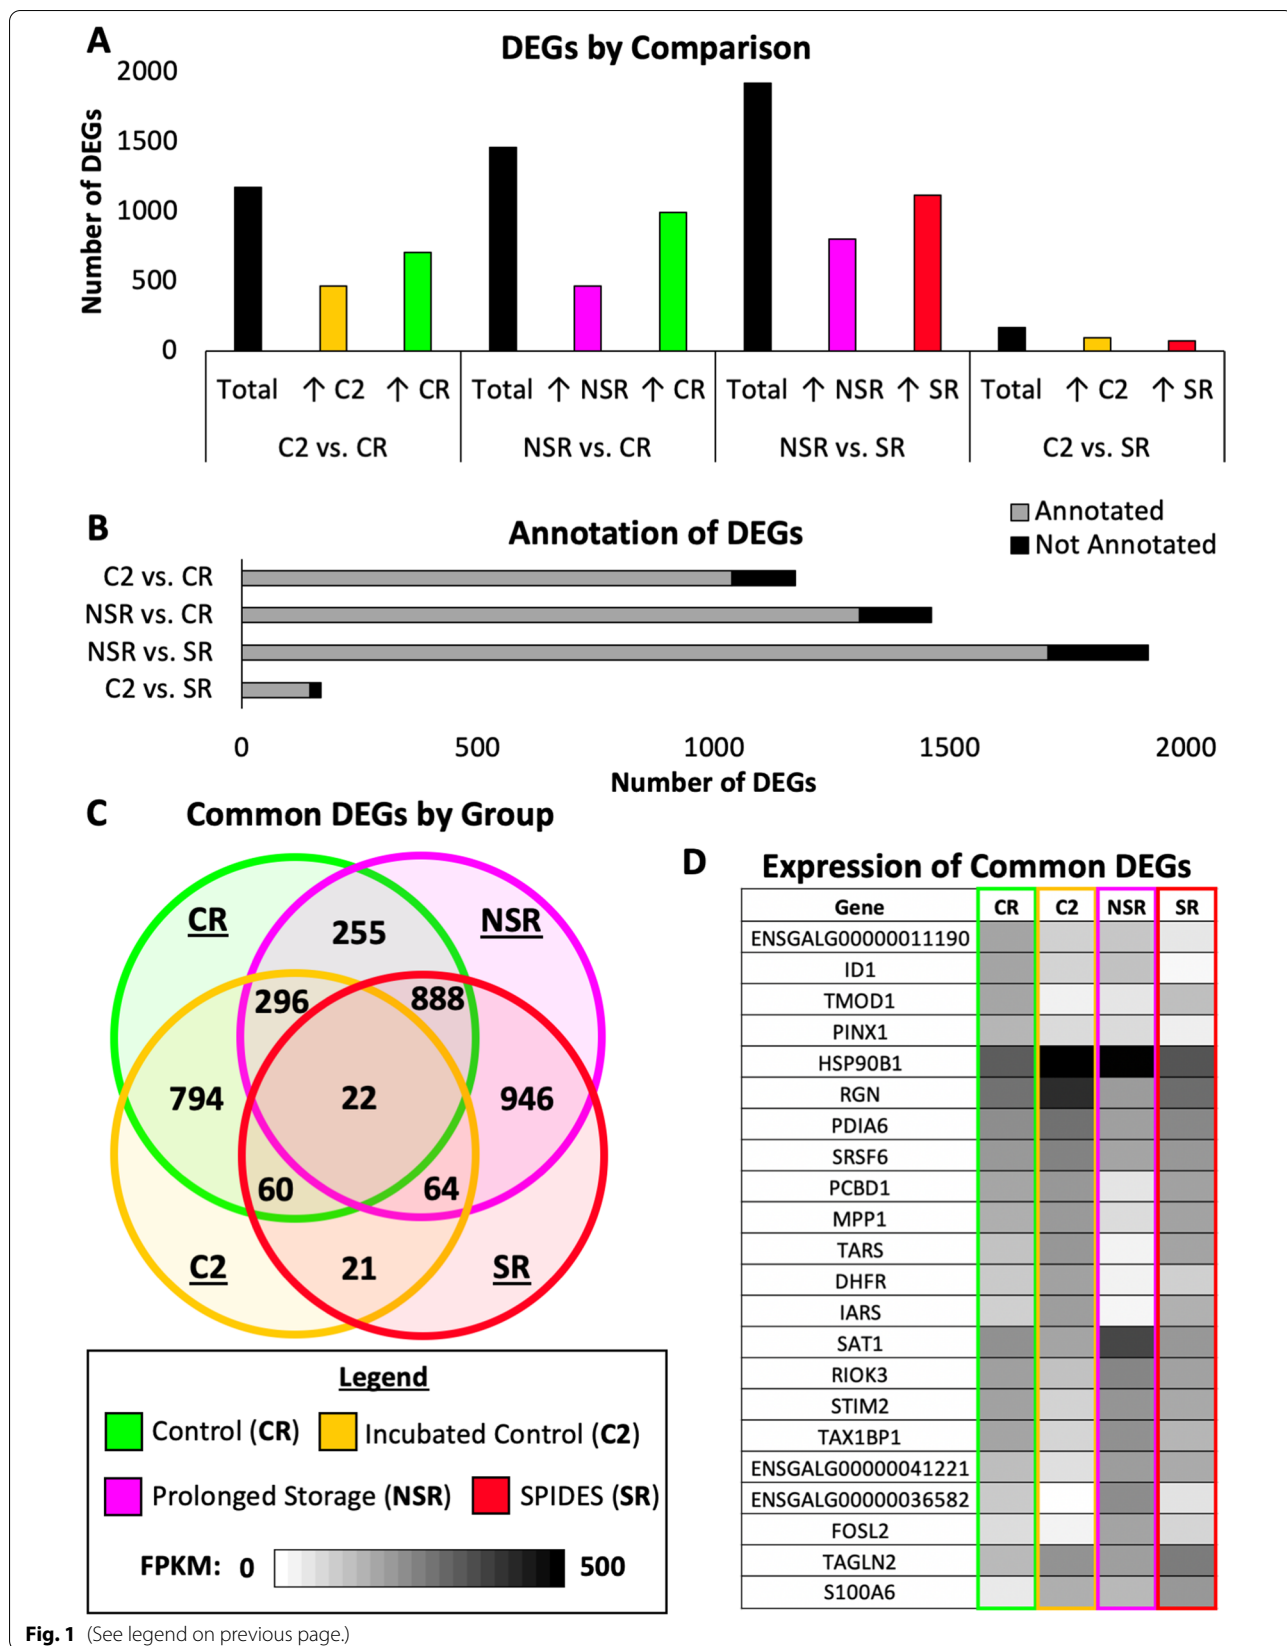 A
DEGs by Comparison
Number of DEGs
2000
1500
1000
500
0
Total ↑ C2 ↑ CR Total ↑ NSR ↑ CR Total ↑ NSR ↑ SR Total ↑ C2 ↑ SR
C2 vs. CR NSR vs. CR NSR vs. SR C2 vs. SR
B
Annotation of DEGs
Annotated
Not Annotated
C2 vs. CR
NSR vs. CR
NSR vs. SR
C2 vs. SR
0 500 1000 1500 2000
Number of DEGs
C
Common DEGs by Group
CR
NSR
255
296
888
794
22
946
60
64
C2
21
SR
Legend
Control (CR) Incubated Control (C2)
Prolonged Storage (NSR) SPIDES (SR)
FPKM: 0 500
D
Expression of Common DEGs
Gene CR C2 NSR SR
ENSGALG00000011190
ID1
TMOD1
PINX1
HSP90B1
RGN
PDIA6
SRSF6
PCBD1
MPP1
TARS
DHFR
IARS
SAT1
RIOK3
STIM2
TAX1BP1
ENSGALG00000041221
ENSGALG00000036582
FOSL2
TAGLN2
S100A6
Fig. 1 (See legend on previous page.)